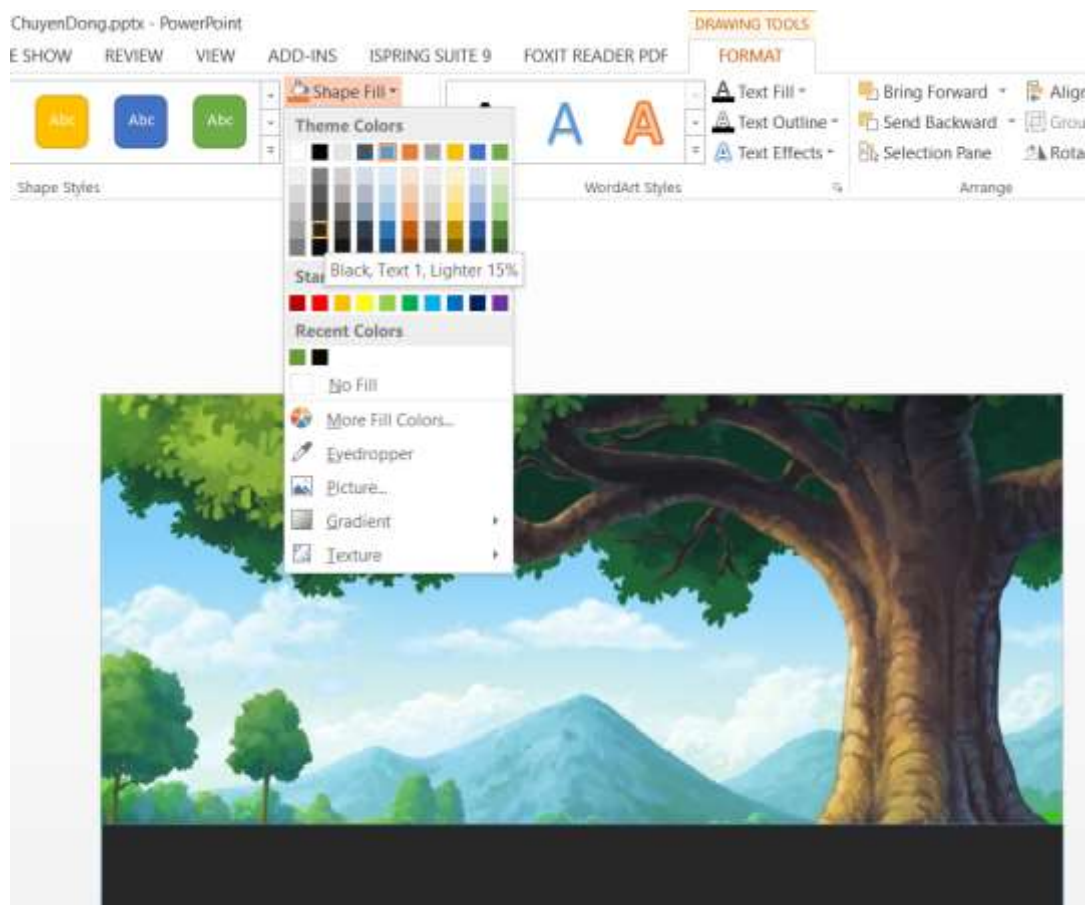 ChuyenDong.pptx - PowerPoint
DRAWING TOOLS
E SHOW REVIEW VIEW ADD-INS ISPRING SUITE 9 FOXIT READER PDF FORMAT
Abc Abc Abc
Shape Fill
Theme Colors
A A
Text Fill
Text Outline
Text Effects
Bring Forward
Send Backward
Selection Pane
Align
Grou
Rota
Shape Styles
WordArt Styles
Arrange
Black, Text 1, Lighter 15%
Sta
Recent Colors
No Fill
More Fill Colors...
Eyedropper
Picture...
Gradient
Texture